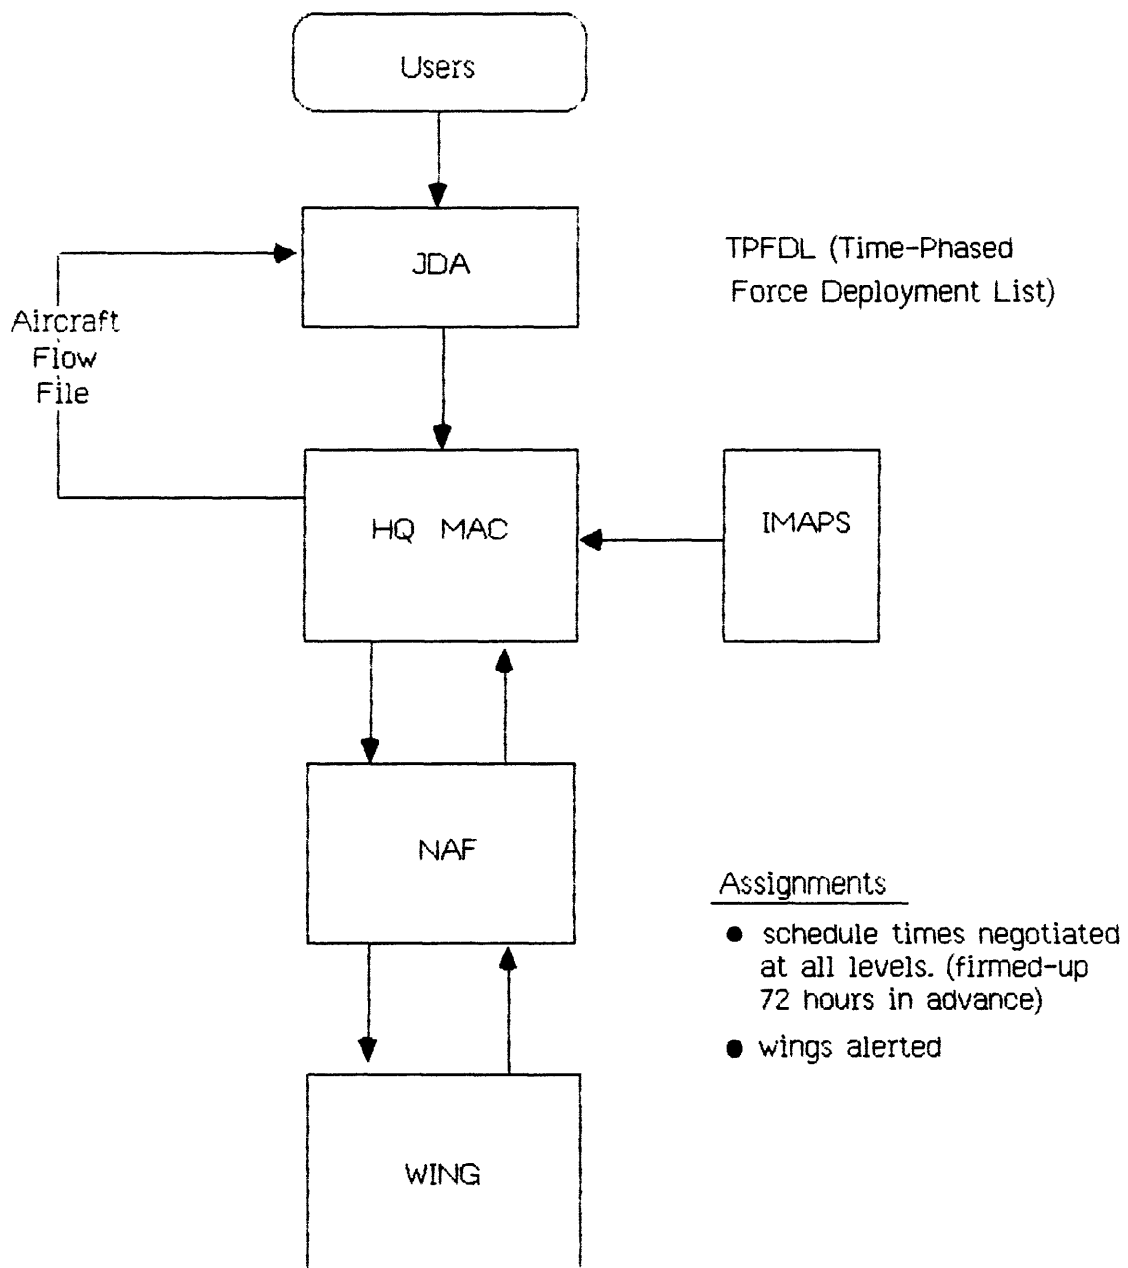 Users
JDA
TPFDL (Time-Phased
Force Deployment List)
Aircraft
Flow
File
HQ MAC
IMAPS
NAF
Assignments
● schedule times negotiated
at all levels. (firmed-up
72 hours in advance)
● wings alerted
WING